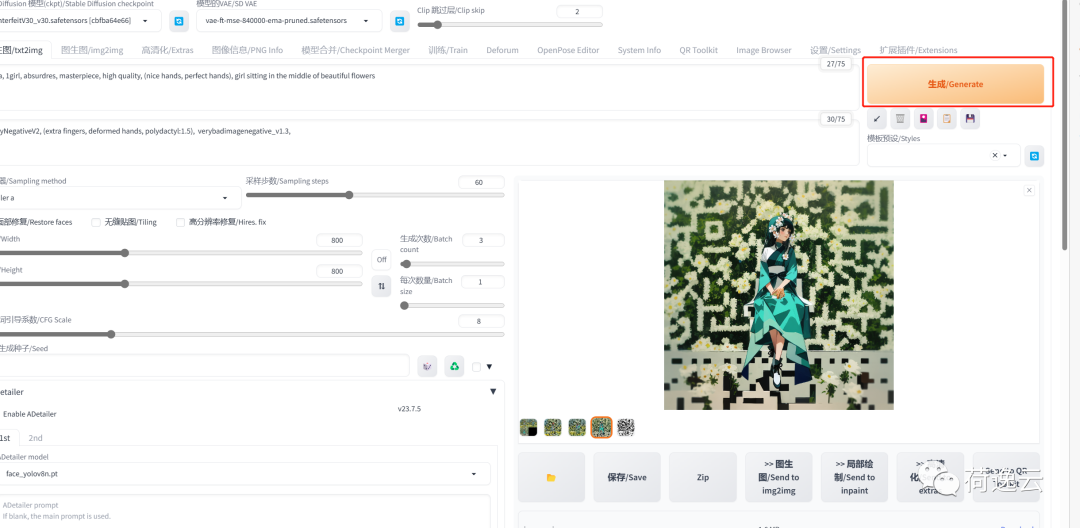 Diffusion 模型(ckpt)/Stable Diffusion checkpoint
nterfeitV30_v30.safetensors [cbfba64e66]
模型的VAE/SD VAE
vae-ft-mse-840000-ema-pruned.safetensors
Clip 跳过层/Clip skip
2
生图/txt2img
图生图/img2img
高清化/Extras
图像信息/PNG Info
模型合并/Checkpoint Merger
训练/Train
Deforum
OpenPose Editor
System Info
QR Toolkit
Image Browser
设置/Settings
扩展插件/Extensions
27/75
a, 1girl, absurdres, masterpiece, high quality, (nice hands, perfect hands), girl sitting in the middle of beautiful flowers
生成/Generate
30/75
yNegativeV2, (extra fingers, deformed hands, polydactyl:1.5), verybadimagenegative_v1.3,
模板预设/Styles
器/Sampling method
ler a
采样步数/Sampling steps
60
面部修复/Restore faces
无缝贴图/Tiling
高分辨率修复/Hires. fix
/Width
800
Off
生成次数/Batch count
3
/Height
800
每次数量/Batch size
1
词引导系数/CFG Scale
8
生成种子/Seed
etailer
Enable ADetailer
v23.7.5
1st
2nd
ADetailer model
face_yolov8n.pt
ADetailer prompt
If blank, the main prompt is used.
保存/Save
Zip
>> 图生图/Send to img2img
>> 局部绘制/Send to inpaint
荷逸云